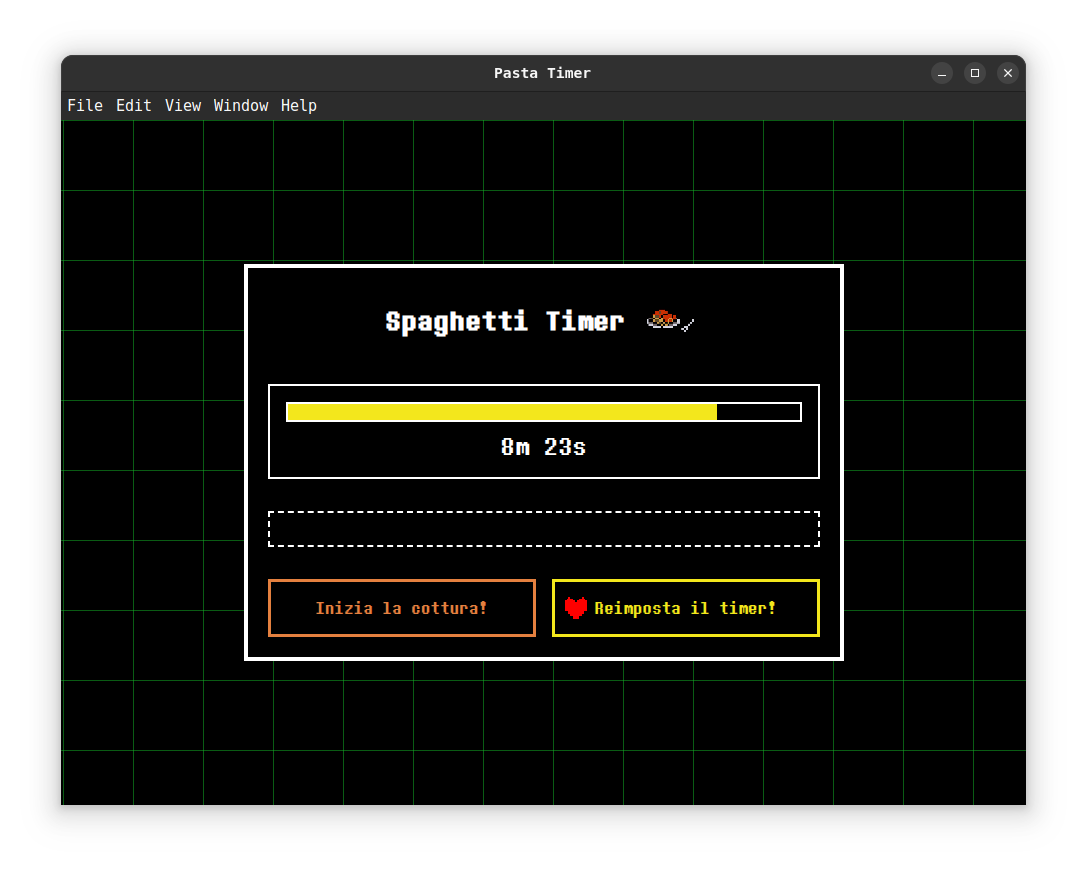 Pasta Timer
File Edit View Window Help
Spaghetti Timer
8m 23s
Inizia la cottura!
Reimposta il timer!